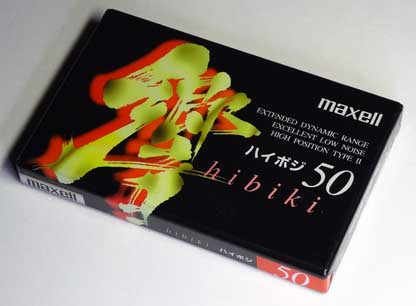 響
maxell
EXTENDED DYNAMIC RANGE
EXCELLENT LOW NOISE
HIGH POSITION TYPE II
ハイポジ 50
hibiki
maxell
hibiki ハイポジ 50